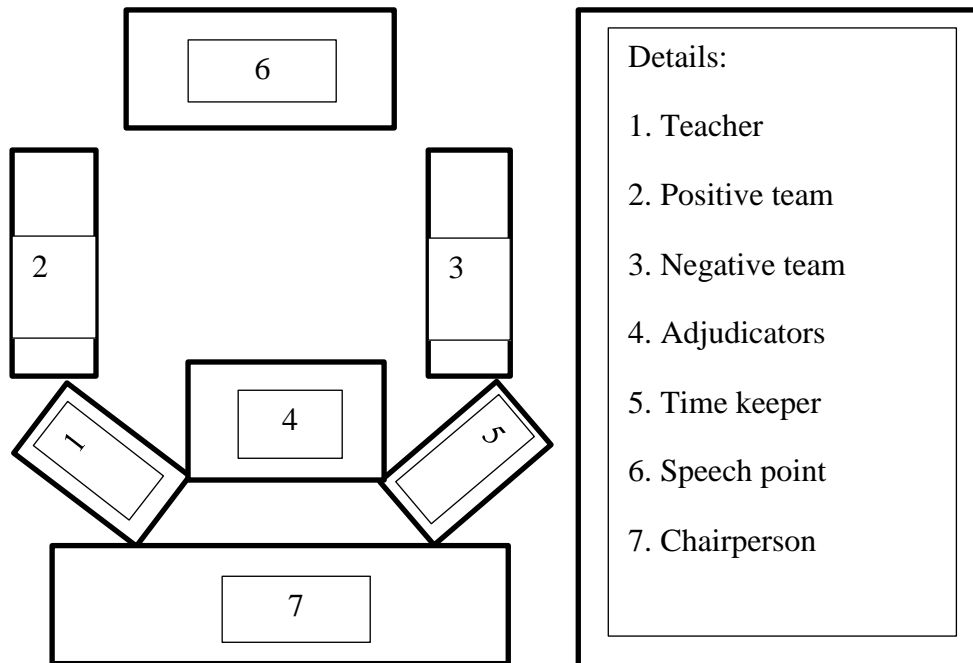 6
2
3
4
1
5
7
Details:
1. Teacher
2. Positive team
3. Negative team
4. Adjudicators
5. Time keeper
6. Speech point
7. Chairperson